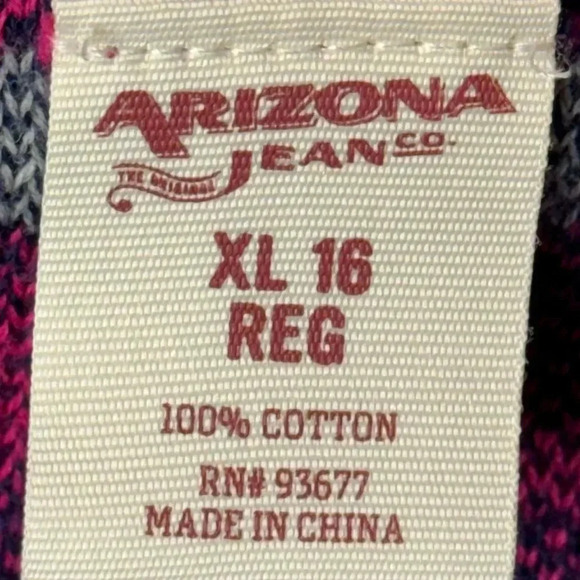 ARIZONA
JEAN CO.
THE ORIGINAL
XL 16
REG
100% COTTON
RN# 93677
MADE IN CHINA